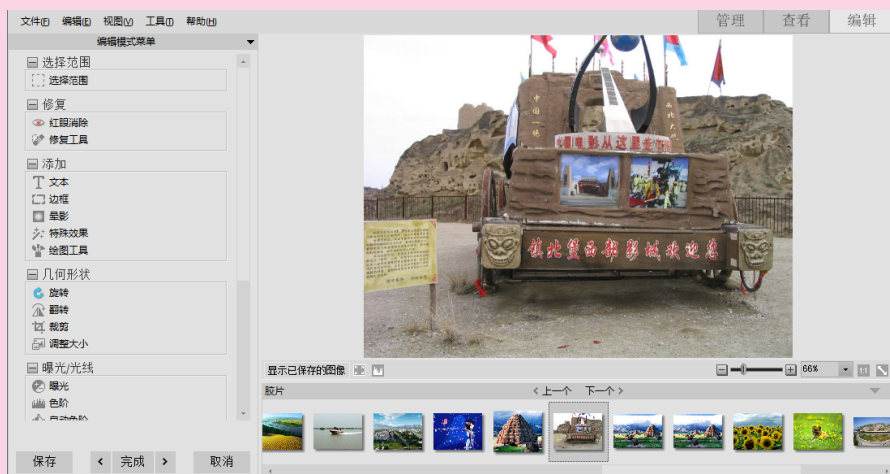 文件(F) 编辑(E) 视图(V) 工具(T) 帮助(H)
管理 查看 编辑
编辑模式菜单
选择范围
选择范围
修复
红眼消除
修复工具
添加
文本
边框
晕影
特殊效果
绘图工具
几何形状
旋转
翻转
裁剪
调整大小
曝光/光线
曝光
色阶
自动色阶
保存 < 完成 > 取消
中国一绝
影从这里
镇北堡西部影城欢迎您
显示已保存的图像
66%
1:1
胶片
<上一个 下一个>